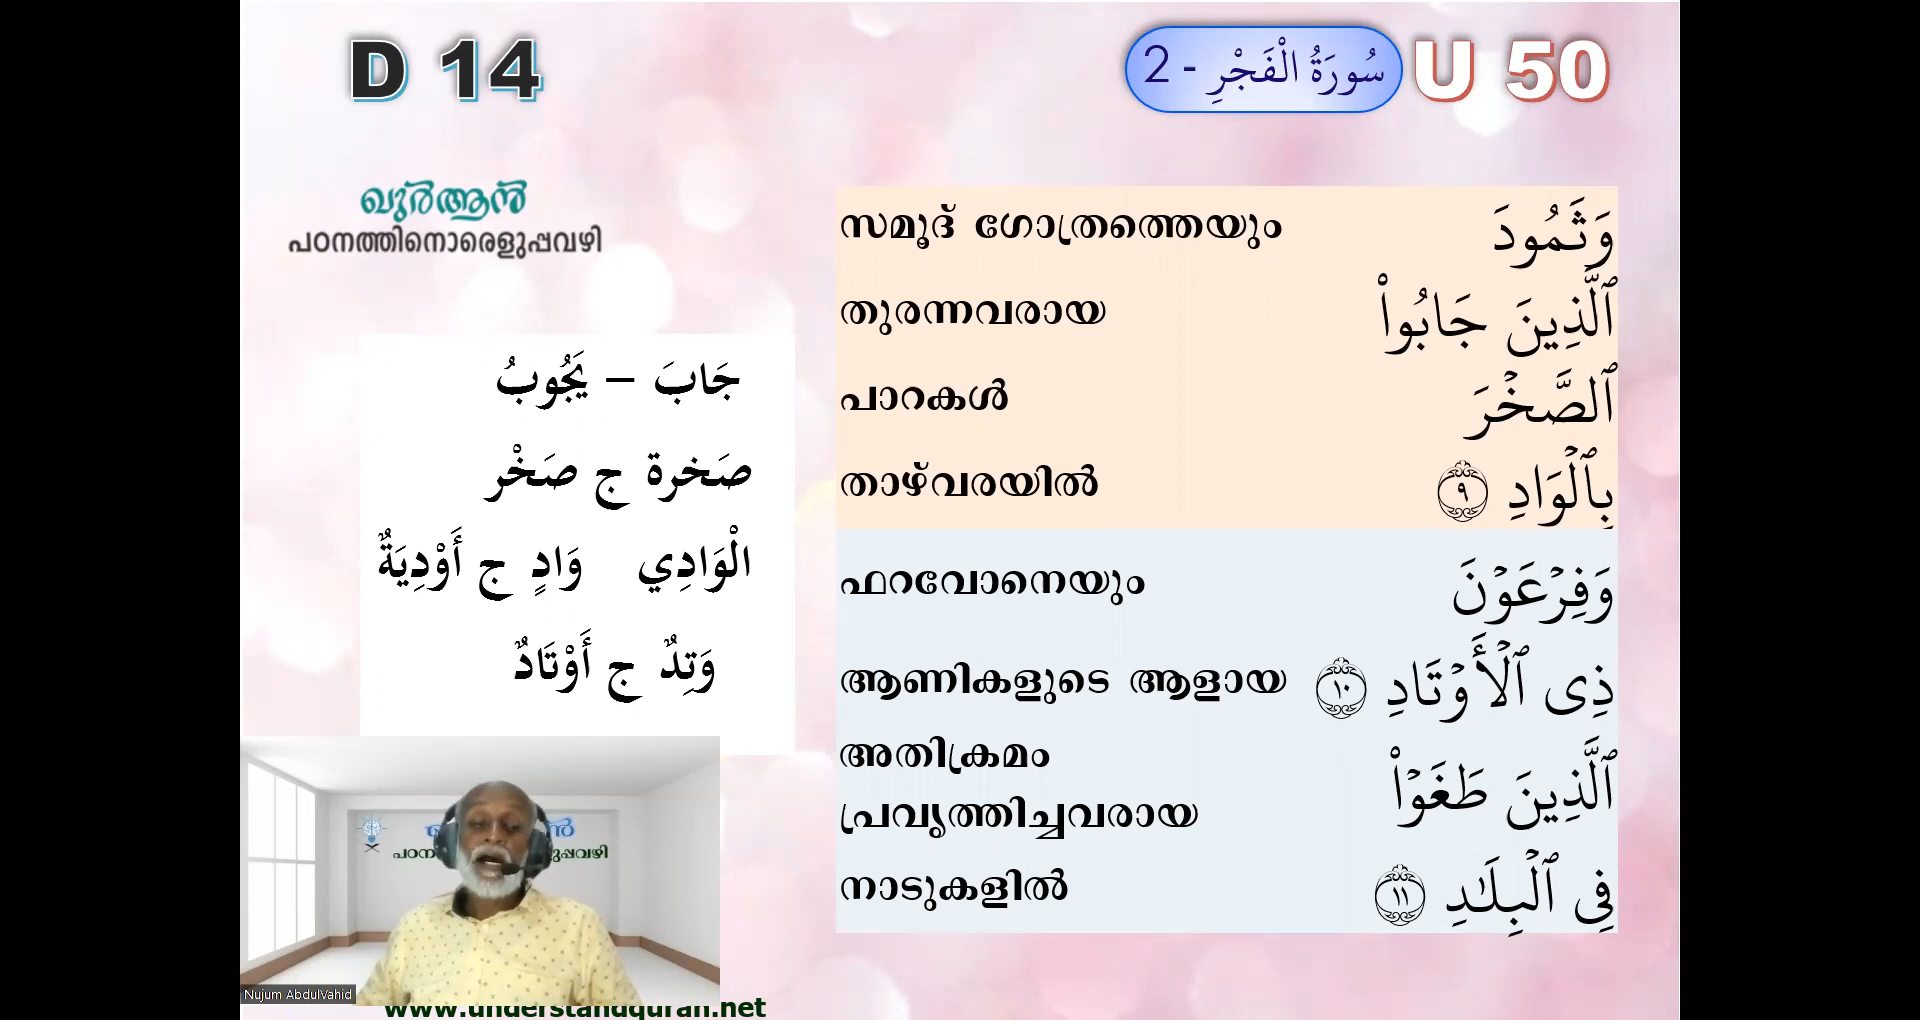 D 14
سُورَةُ الْفَجْرِ - 2
U 50
ഖുർആൻ
പഠനത്തിനൊരെളുപ്പവഴി
സമൂദ് ഗോത്രത്തെയും وَثَمُودَ
തുരന്നവരായ ٱلَّذِينَ جَابُواْ
പാറകൾ ٱلصَّخْرَ
താഴ്‌വരയിൽ بِٱلْوَادِ ٩
ഫറവോനെയും وَفِرْعَوْنَ
ആണികളുടെ ആളായ ذِى ٱلْأَوْتَادِ ١٠
അതിക്രമം
പ്രവൃത്തിച്ചവരായ ٱلَّذِينَ طَغَوْاْ
നാടുകളിൽ فِى ٱلْبِلَٰدِ ١١
جَابَ – يَجُوبُ
صَخرة ج صَخْر
الْوَادِي وَادٍ ج أَوْدِيَةٌ
وَتِدٌ ج أَوْتَادٌ
Nujum AbdulVahid
www.understandquran.net